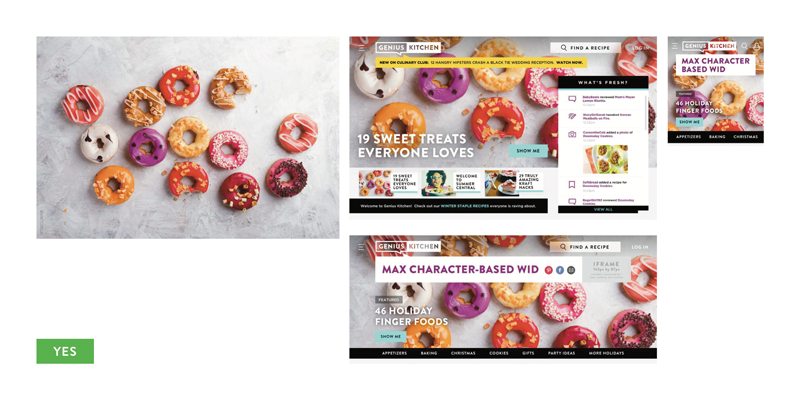 GENIUS KITCHEN
FIND A RECIPE
LOG IN
NEW ON CULINARY CLUB: 12 HANGRY HIPSTERS CRASH A BLACK TIE WEDDING RECEPTION. WATCH NOW.
WHAT'S FRESH?
19 SWEET TREATS
EVERYONE LOVES
SHOW ME
19 SWEET
TREATS
EVERYONE
LOVES
WELCOME
TO
SUMMER
CENTRAL
29 TRULY
AMAZING
KRAFT
HACKS
Welcome to Genius Kitchen! Check out our WINTER STAPLE RECIPES everyone is raving about.
VIEW ALL
GENIUS KITCHEN
MAX CHARACTER
BASED WID
FEATURED
46 HOLIDAY
FINGER FOODS
SHOW ME
APPETIZERS BAKING CHRISTMAS
GENIUS KITCHEN
FIND A RECIPE
LOG IN
MAX CHARACTER-BASED WID
IFRAME
FEATURED
46 HOLIDAY
FINGER FOODS
SHOW ME
APPETIZERS BAKING CHRISTMAS COOKIES GIFTS PARTY IDEAS MORE HOLIDAYS
YES